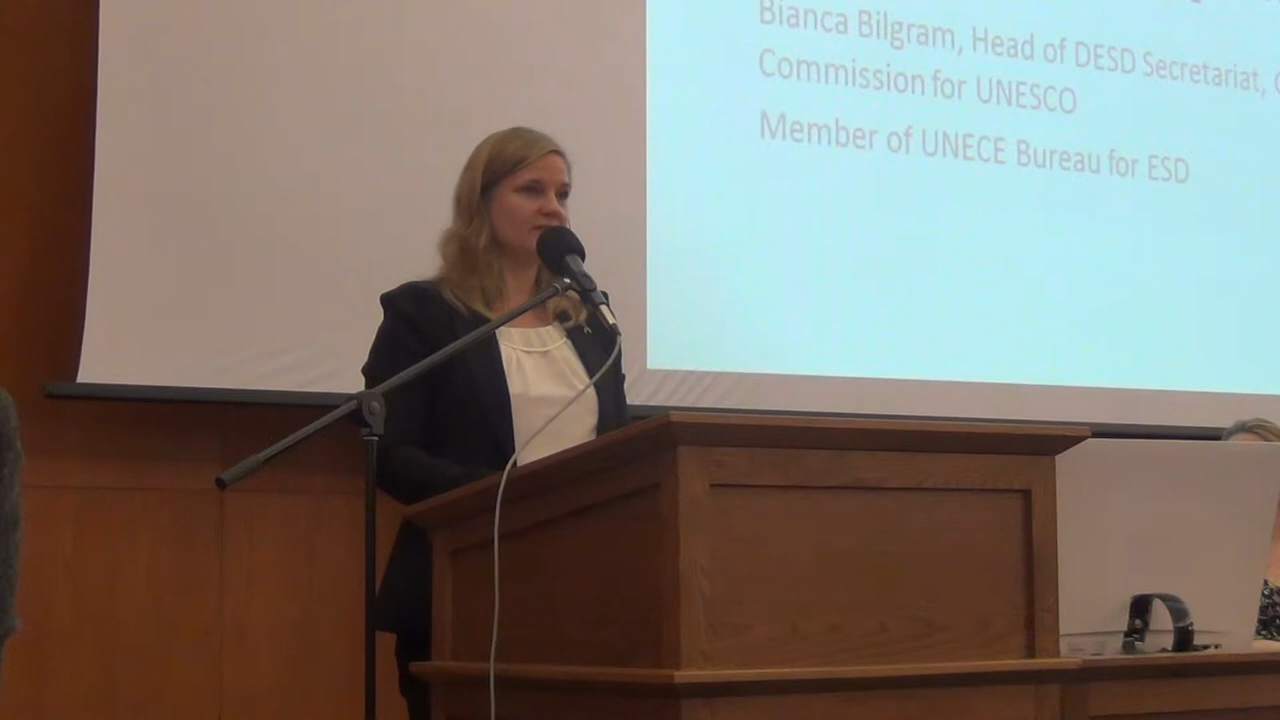 Bianca Bilgram, Head of DESD Secretariat,
Commission for UNESCO
Member of UNECE Bureau for ESD